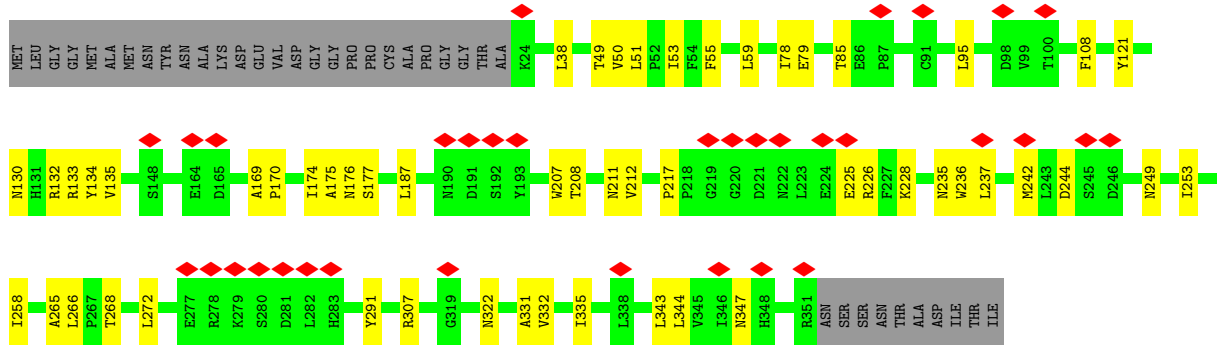 MET LEU GLY GLY MET ALA MET ASN TYR ASN ALA LYS ASP GLU VAL ASP GLY GLY PRO PRO CYS ALA PRO GLY GLY THR ALA K24 L38 T49 V50 L51 P52 I53 F54 F55 L59 I78 E79 T85 E86 P87 C91 L95 D98 V99 T100 F108 Y121
N130 H131 R132 R133 Y134 V135 S148 E164 D165 A169 P170 I174 A175 N176 S177 L187 N190 D191 S192 Y193 W207 T208 N211 V212 P217 P218 G219 G220 D221 N222 L223 E224 E225 R226 F227 K228 N235 W236 L237 M242 L243 D244 S245 D246 N249 I253
I258 A265 L266 P267 T268 L272 E277 R278 K279 S280 D281 L282 H283 Y291 R307 G319 N322 A331 V332 I335 L338 L343 L344 V345 I346 N347 H348 R351 ASN SER SER ASN THR ALA ASP ILE THR ILE